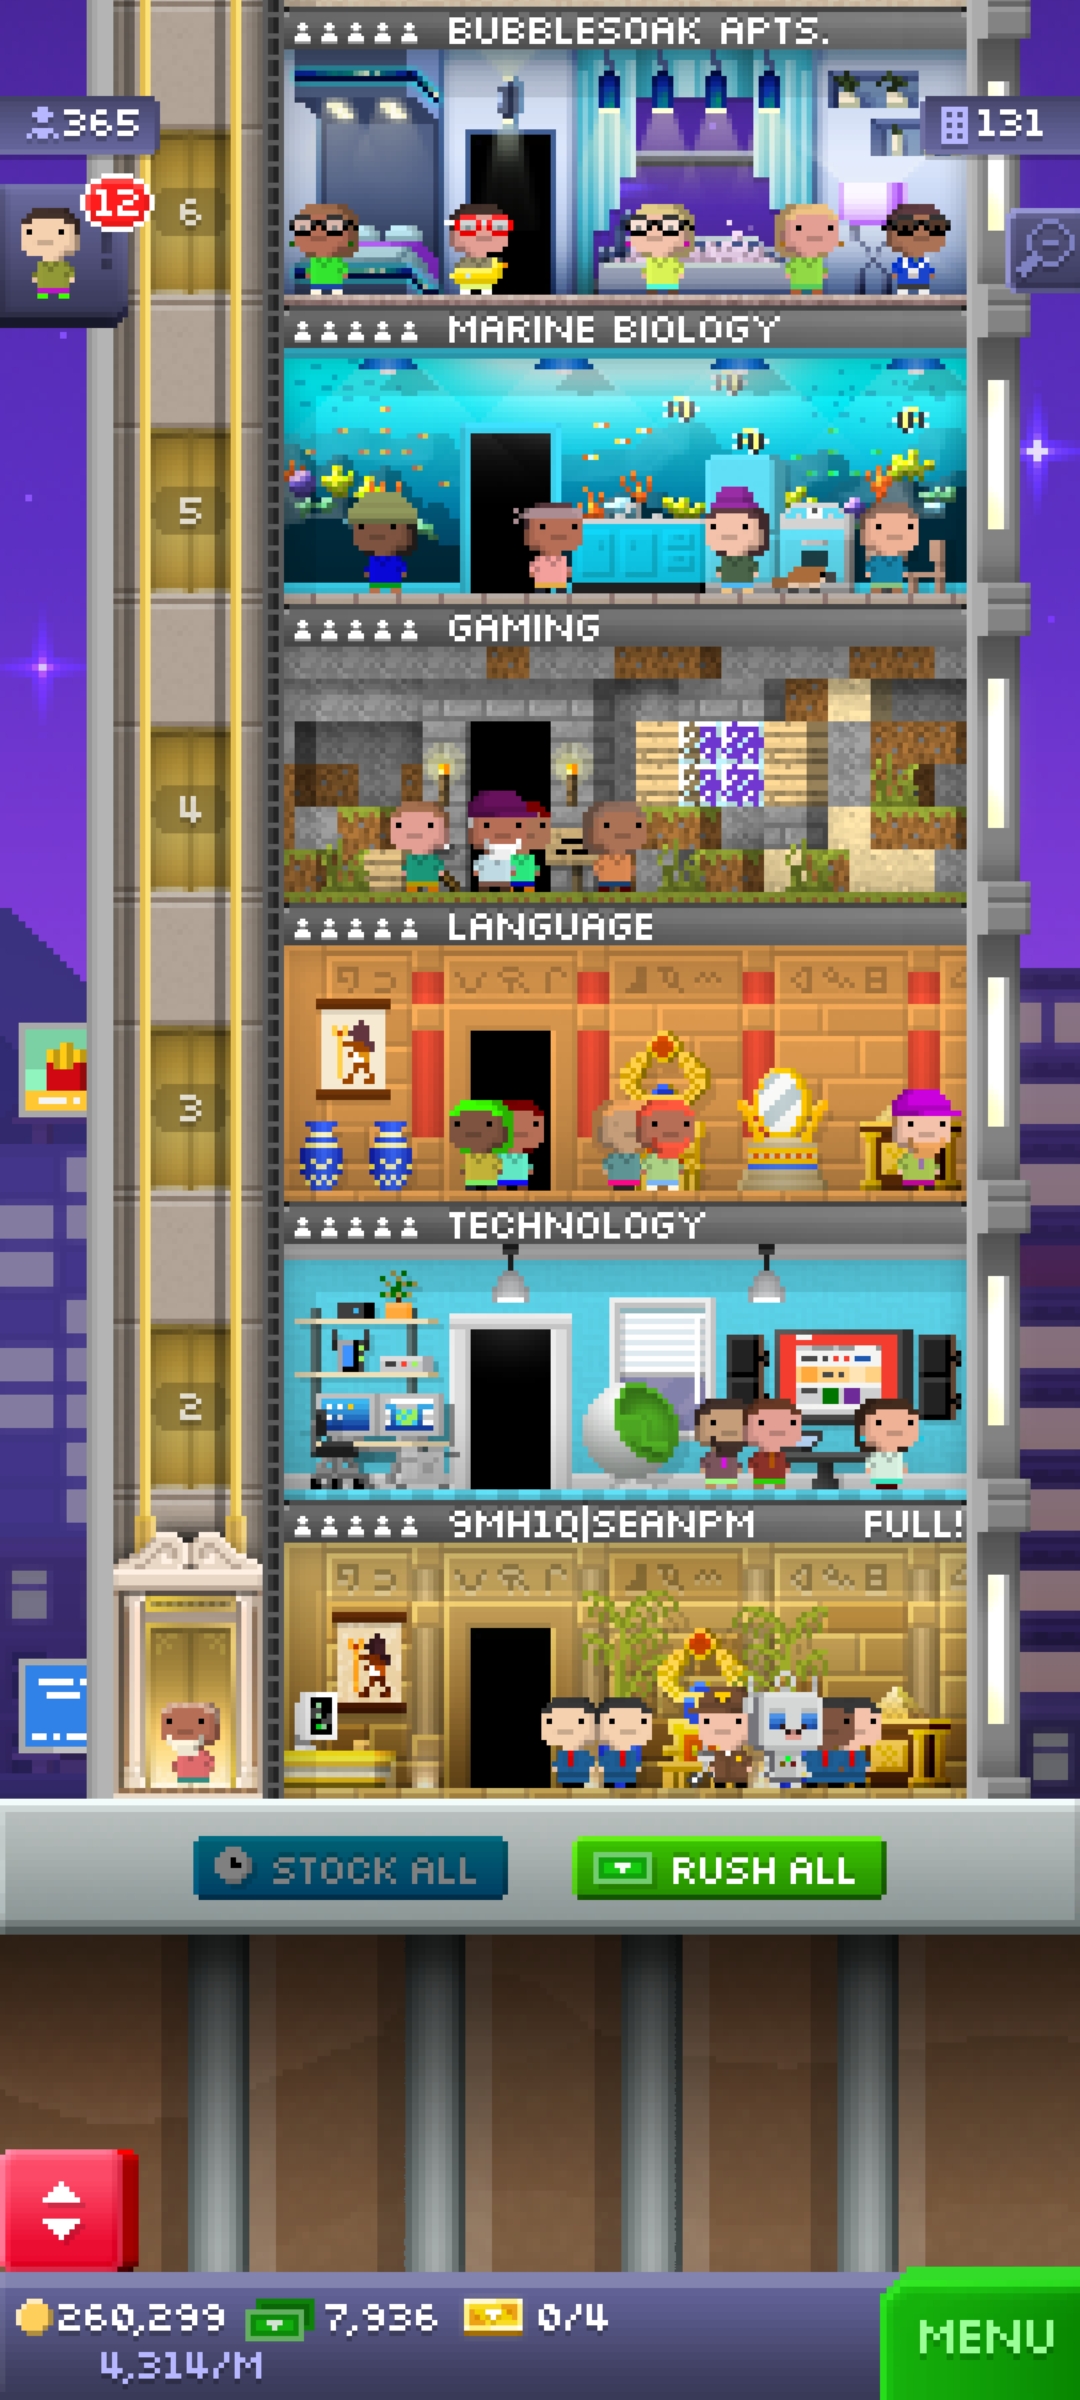 BUBBLESOAK APTS.
365
131
12
6
MARINE BIOLOGY
5
GAMING
4
LANGUAGE
3
TECHNOLOGY
2
9MH1Q|SEANPM FULL!
STOCK ALL
RUSH ALL
260,299 7,936 0/4
4,314/M
MENU